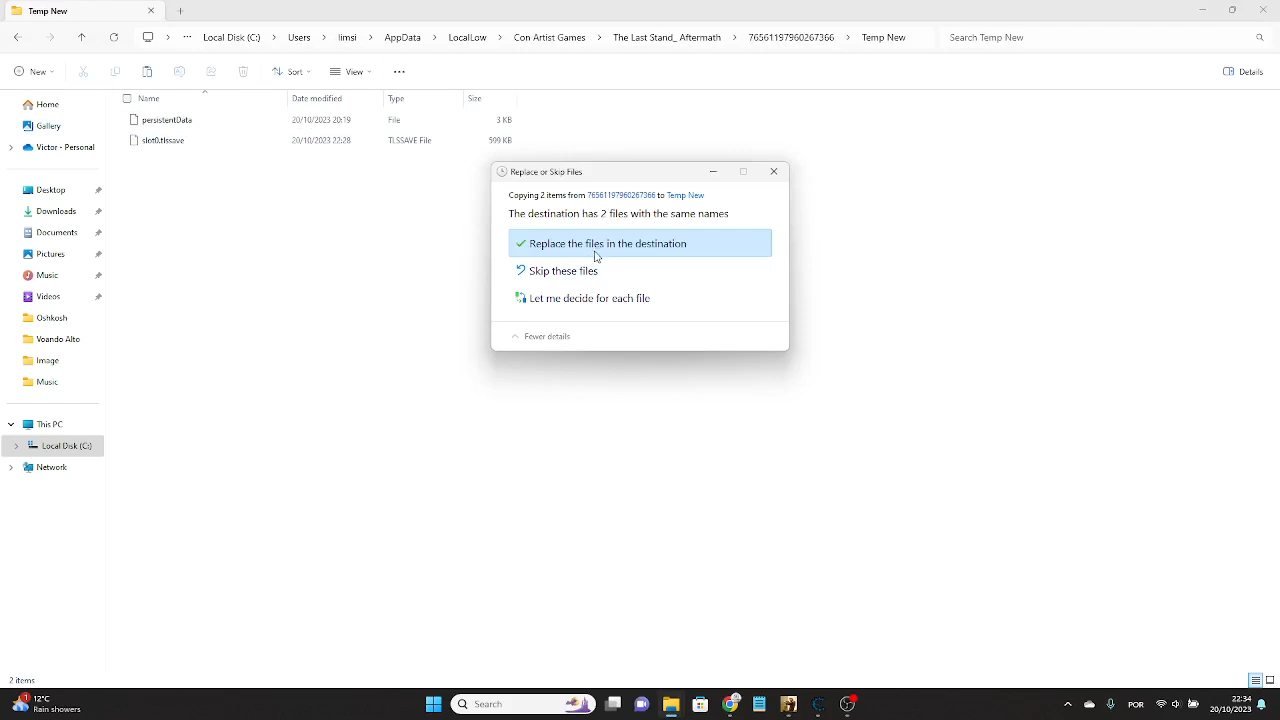 Temp New
Local Disk (C:) Users limsi AppData LocalLow Con Artist Games The Last Stand_ Aftermath 76561197960267366 Temp New Search Temp New
New Sort View Details
Home
Gallery
Victor - Personal
Desktop
Downloads
Documents
Pictures
Music
Videos
Oshkosh
Voando Alto
Image
Music
This PC
Local Disk (C:)
Network
Name Date modified Type Size
persistentData 20/10/2023 20:19 File 3 KB
slot0.tlssave 20/10/2023 22:28 TLSSAVE File 599 KB
Replace or Skip Files
Copying 2 items from 76561197960267366 to Temp New
The destination has 2 files with the same names
Replace the files in the destination
Skip these files
Let me decide for each file
Fewer details
2 items
1
12°C
Rain showers
Search
POR
22:34
20/10/2023